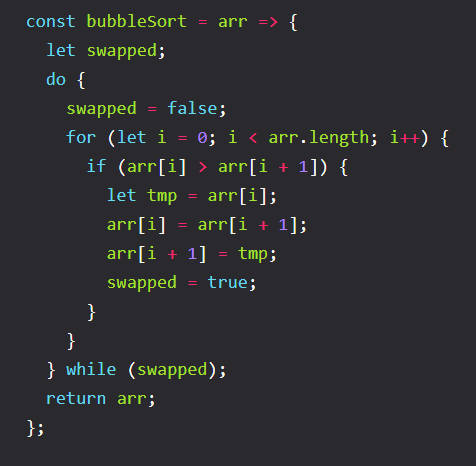 const bubbleSort = arr => {
  let swapped;
  do {
    swapped = false;
    for (let i = 0; i < arr.length; i++) {
      if (arr[i] > arr[i + 1]) {
        let tmp = arr[i];
        arr[i] = arr[i + 1];
        arr[i + 1] = tmp;
        swapped = true;
      }
    }
  } while (swapped);
  return arr;
};